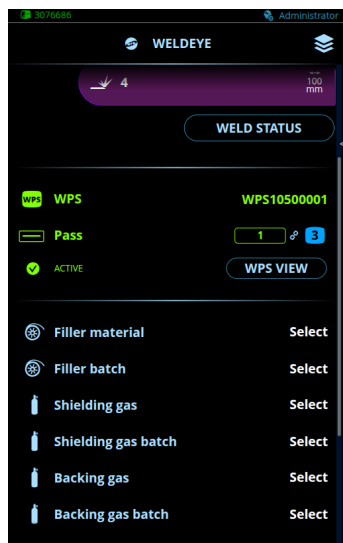 3076686 Administrator
WELDEYE
4 100 mm
WELD STATUS
WPS WPS WPS10500001
Pass 1 3
ACTIVE WPS VIEW
Filler material Select
Filler batch Select
Shielding gas Select
Shielding gas batch Select
Backing gas Select
Backing gas batch Select